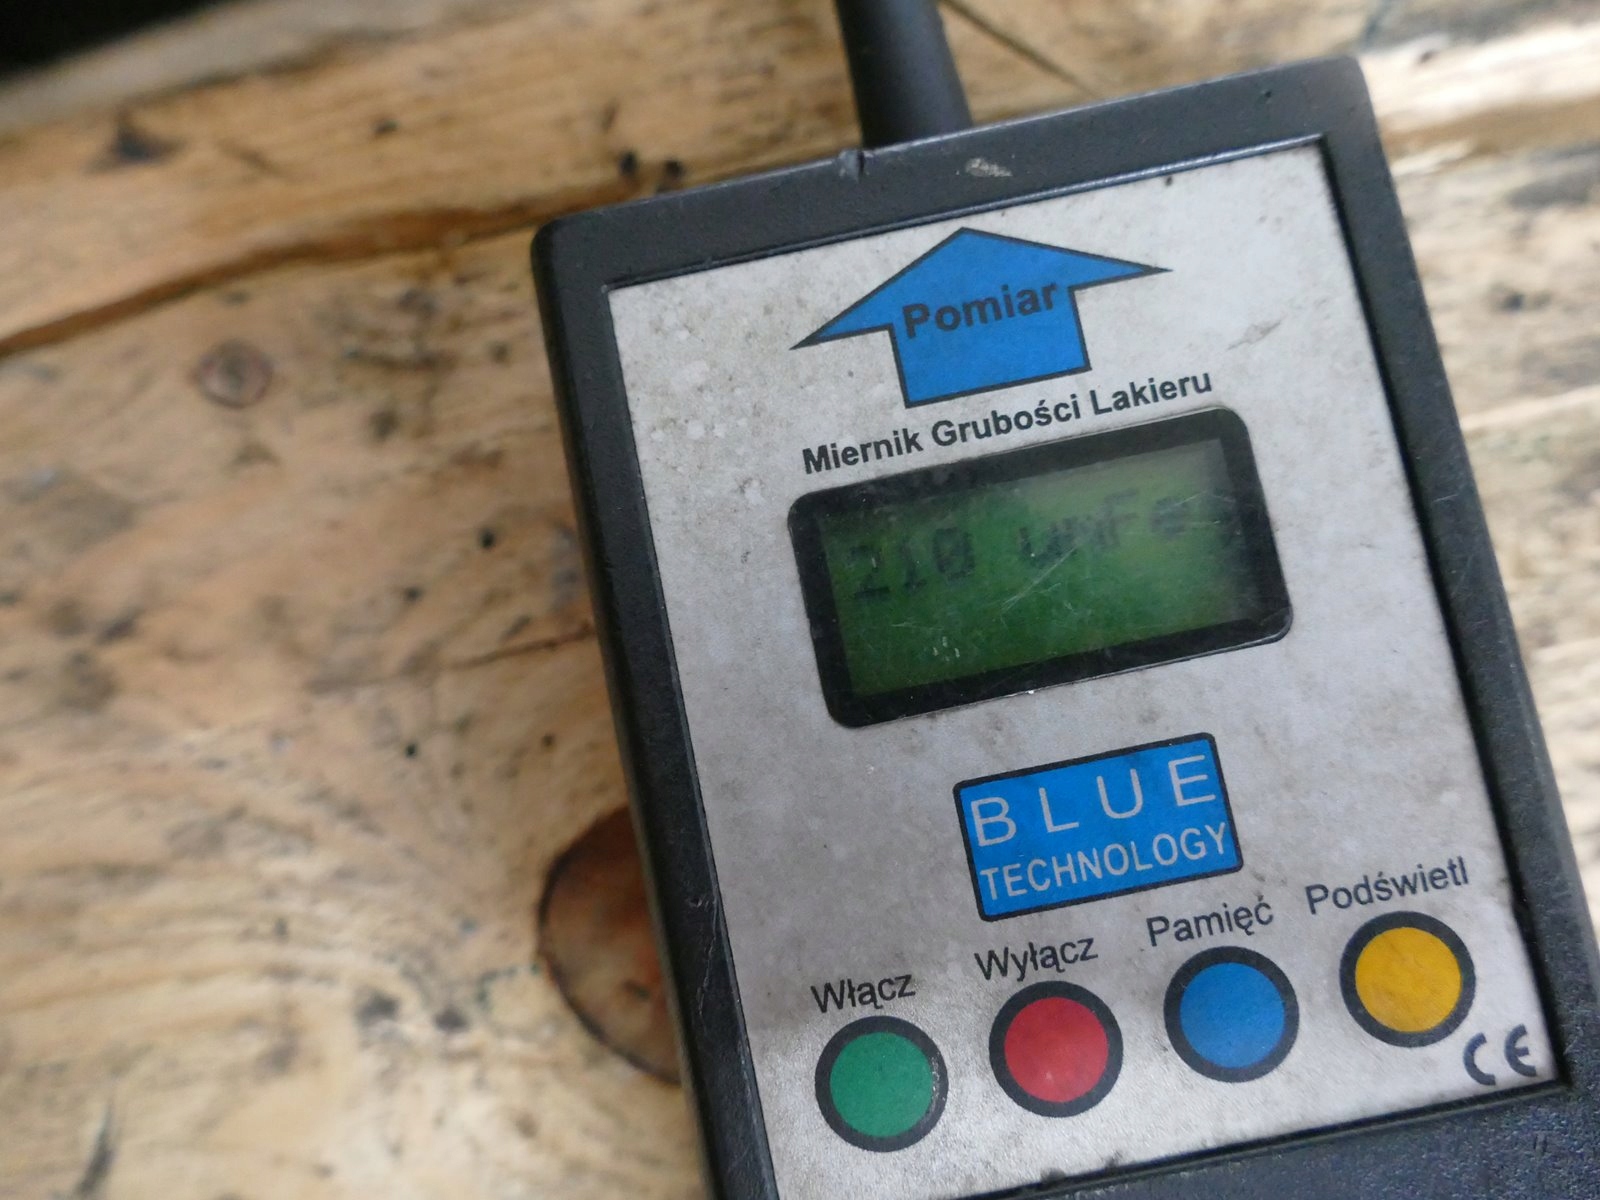 Pomiar
Miernik Grubości Lakieru
210 umFe
BLUE
TECHNOLOGY
Włącz Wyłącz Pamięć Podświetl
CE